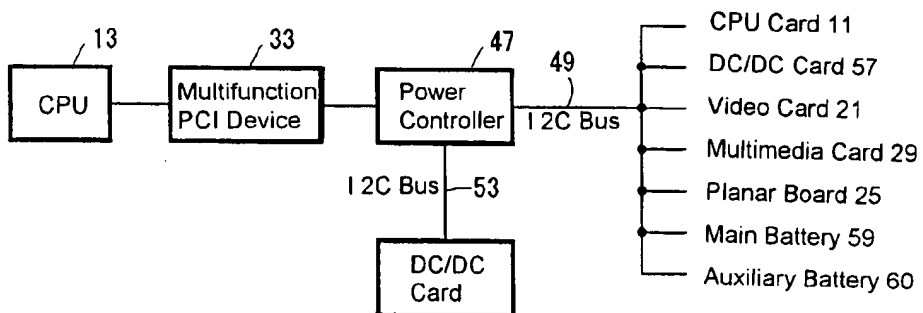 13
33
47
49
CPU
Multifunction
PCI Device
Power
Controller
I 2C Bus
CPU Card 11
DC/DC Card 57
Video Card 21
Multimedia Card 29
Planar Board 25
Main Battery 59
Auxiliary Battery 60
I 2C Bus
53
DC/DC
Card